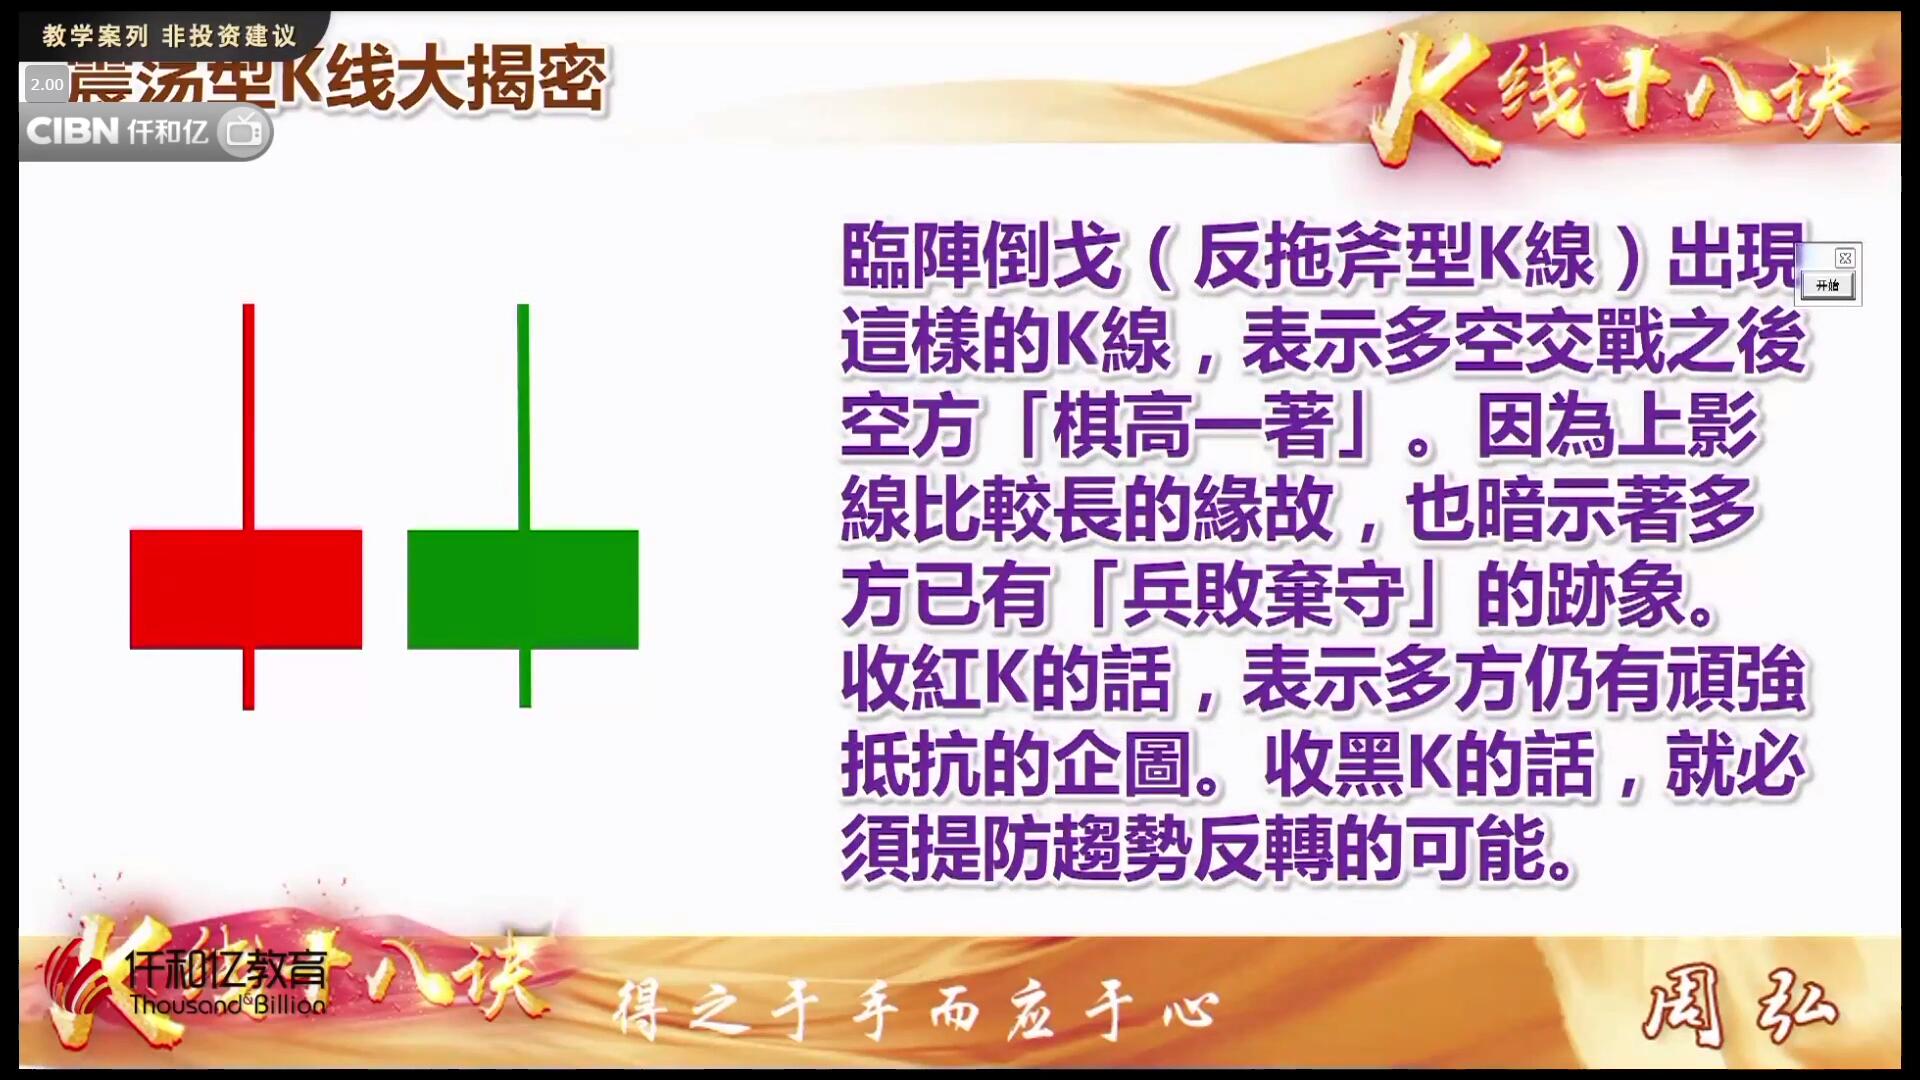 教学案列 非投资建议
震荡型K线大揭密
2.00
CIBN 仟和亿
K线十八诀
臨陣倒戈（反拖斧型K線）出現
這樣的K線，表示多空交戰之後
空方「棋高一著」。因為上影
線比較長的緣故，也暗示著多
方已有「兵敗棄守」的跡象。
收紅K的話，表示多方仍有頑強
抵抗的企圖。收黑K的話，就必
須提防趨勢反轉的可能。
开始
K线十八诀
仟和亿教育
Thousand&Billion
得之于手而应于心
周弘